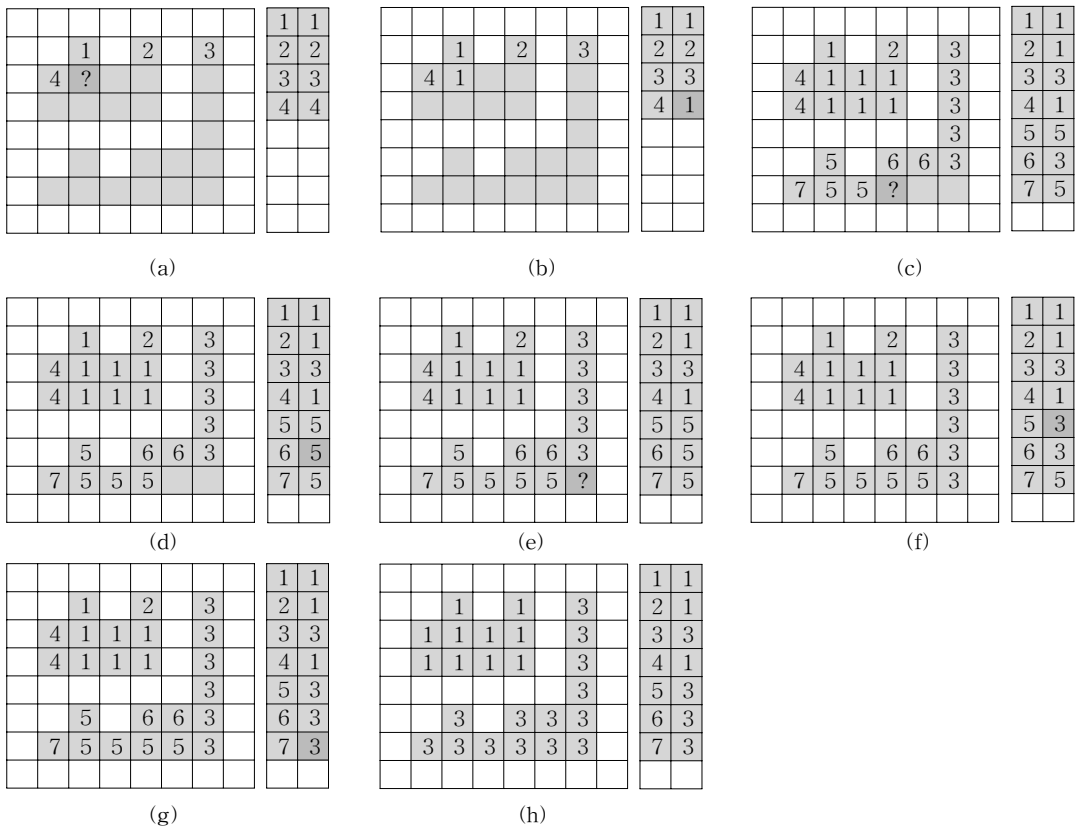 1 1
1 2 3 2 2
4 ? 3 3
4 4
(a)
1 1
1 2 3 2 2
4 1 3 3
4 1
(b)
1 1
1 2 3 2 1
4 1 1 1 3 3 3
4 1 1 1 3 4 1
3 5 5
5 6 6 3 6 3
7 5 5 ? 7 5
(c)
1 1
1 2 3 2 1
4 1 1 1 3 3 3
4 1 1 1 3 4 1
3 5 5
5 6 6 3 6 5
7 5 5 5 7 5
(d)
1 1
1 2 3 2 1
4 1 1 1 3 3 3
4 1 1 1 3 4 1
3 5 5
5 6 6 3 6 5
7 5 5 5 5 ? 7 5
(e)
1 1
1 2 3 2 1
4 1 1 1 3 3 3
4 1 1 1 3 4 1
3 5 3
5 6 6 3 6 3
7 5 5 5 5 3 7 5
(f)
1 1
1 2 3 2 1
4 1 1 1 3 3 3
4 1 1 1 3 4 1
3 5 3
5 6 6 3 6 3
7 5 5 5 5 3 7 3
(g)
1 1
1 1 3 2 1
1 1 1 1 3 3 3
1 1 1 1 3 4 1
3 5 3
3 3 3 3 6 3
3 3 3 3 3 3 7 3
(h)